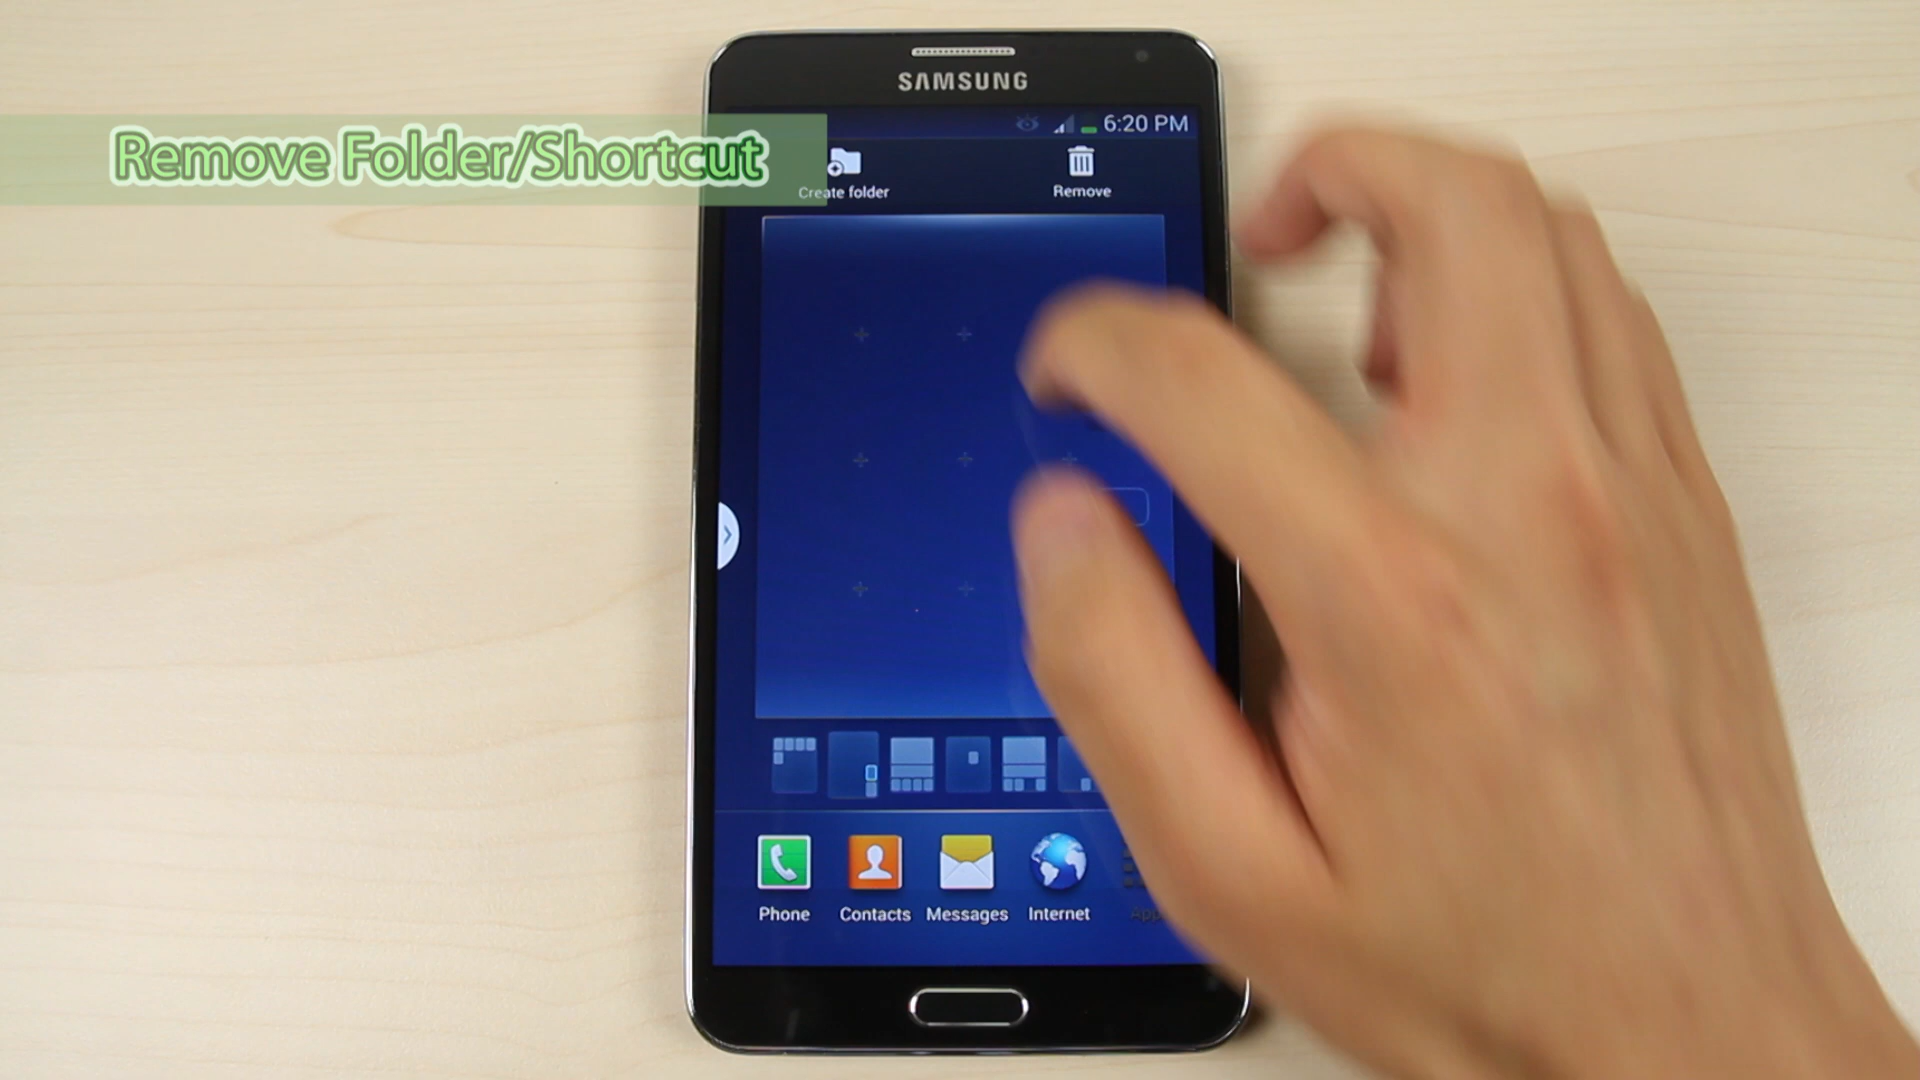 SAMSUNG
6:20 PM
Remove Folder/Shortcut
Create folder
Remove
Phone
Contacts
Messages
Internet